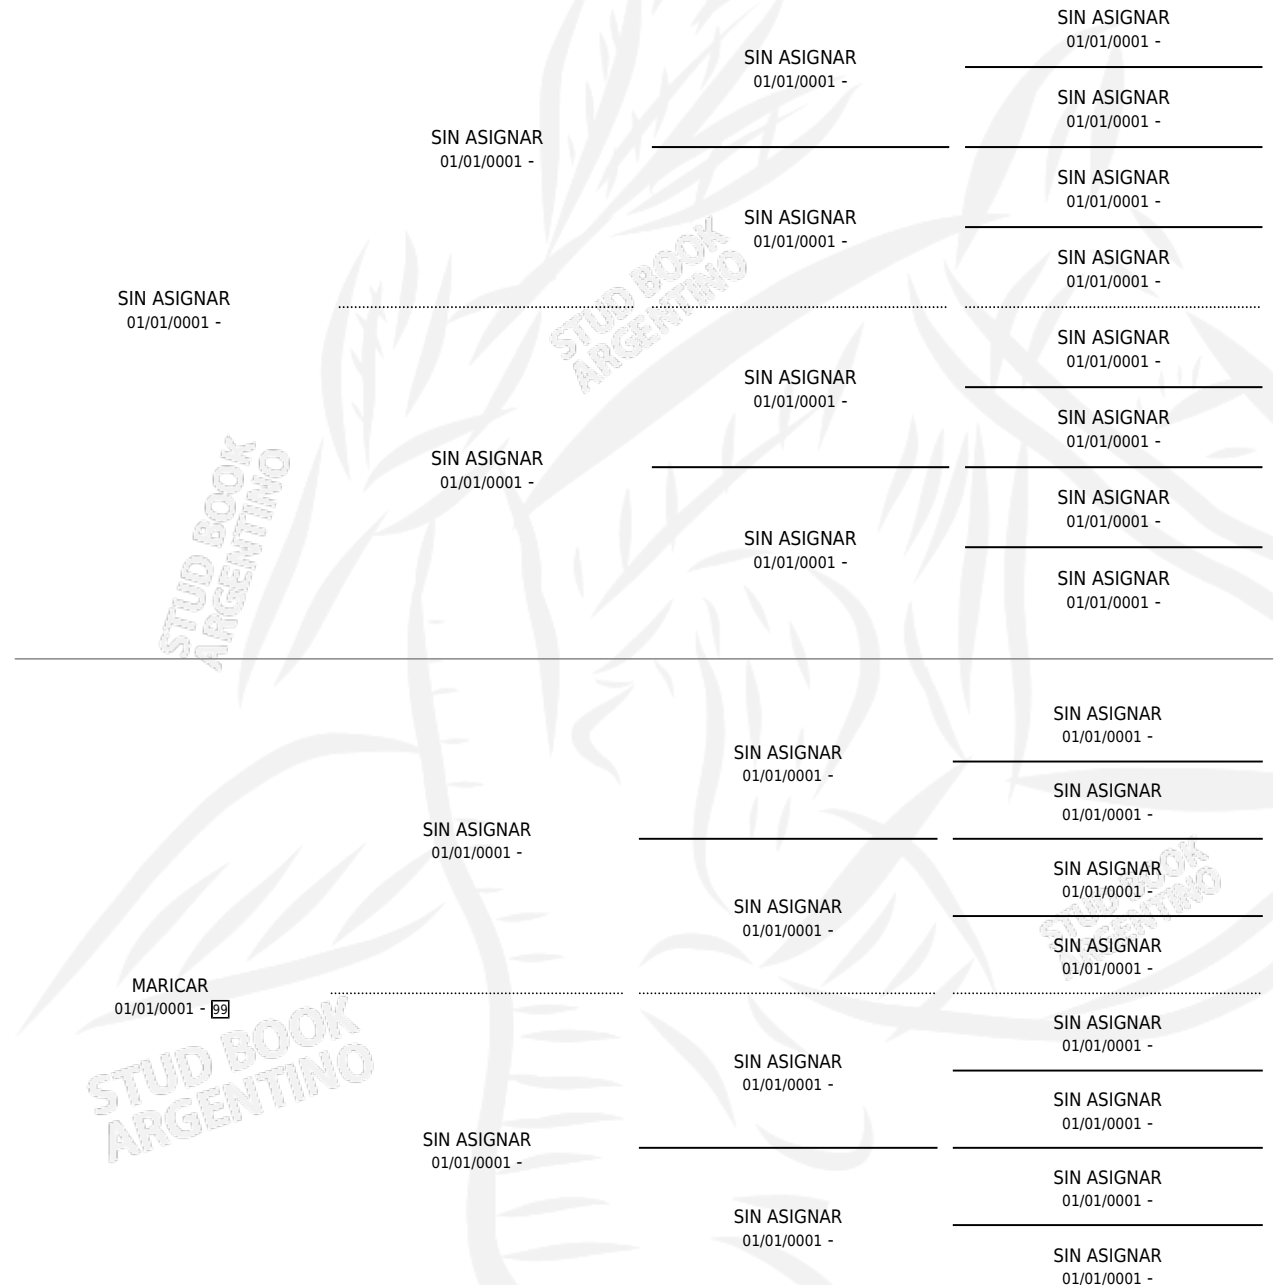 SIN ASIGNAR
01/01/0001 -
SIN ASIGNAR
01/01/0001 -
SIN ASIGNAR
01/01/0001 -
SIN ASIGNAR
01/01/0001 -
SIN ASIGNAR
01/01/0001 -
SIN ASIGNAR
01/01/0001 -
SIN ASIGNAR
01/01/0001 -
SIN ASIGNAR
01/01/0001 -
SIN ASIGNAR
01/01/0001 -
SIN ASIGNAR
01/01/0001 -
SIN ASIGNAR
01/01/0001 -
SIN ASIGNAR
01/01/0001 -
SIN ASIGNAR
01/01/0001 -
SIN ASIGNAR
01/01/0001 -
SIN ASIGNAR
01/01/0001 -
STUD BOOK
ARGENTINO
STUD BOOK
ARGENTINO
SIN ASIGNAR
01/01/0001 -
SIN ASIGNAR
01/01/0001 -
SIN ASIGNAR
01/01/0001 -
SIN ASIGNAR
01/01/0001 -
SIN ASIGNAR
01/01/0001 -
SIN ASIGNAR
01/01/0001 -
SIN ASIGNAR
01/01/0001 -
MARICAR
01/01/0001 - 99
SIN ASIGNAR
01/01/0001 -
SIN ASIGNAR
01/01/0001 -
SIN ASIGNAR
01/01/0001 -
SIN ASIGNAR
01/01/0001 -
SIN ASIGNAR
01/01/0001 -
SIN ASIGNAR
01/01/0001 -
SIN ASIGNAR
01/01/0001 -
STUD BOOK
ARGENTINO
STUD BOOK
ARGENTINO